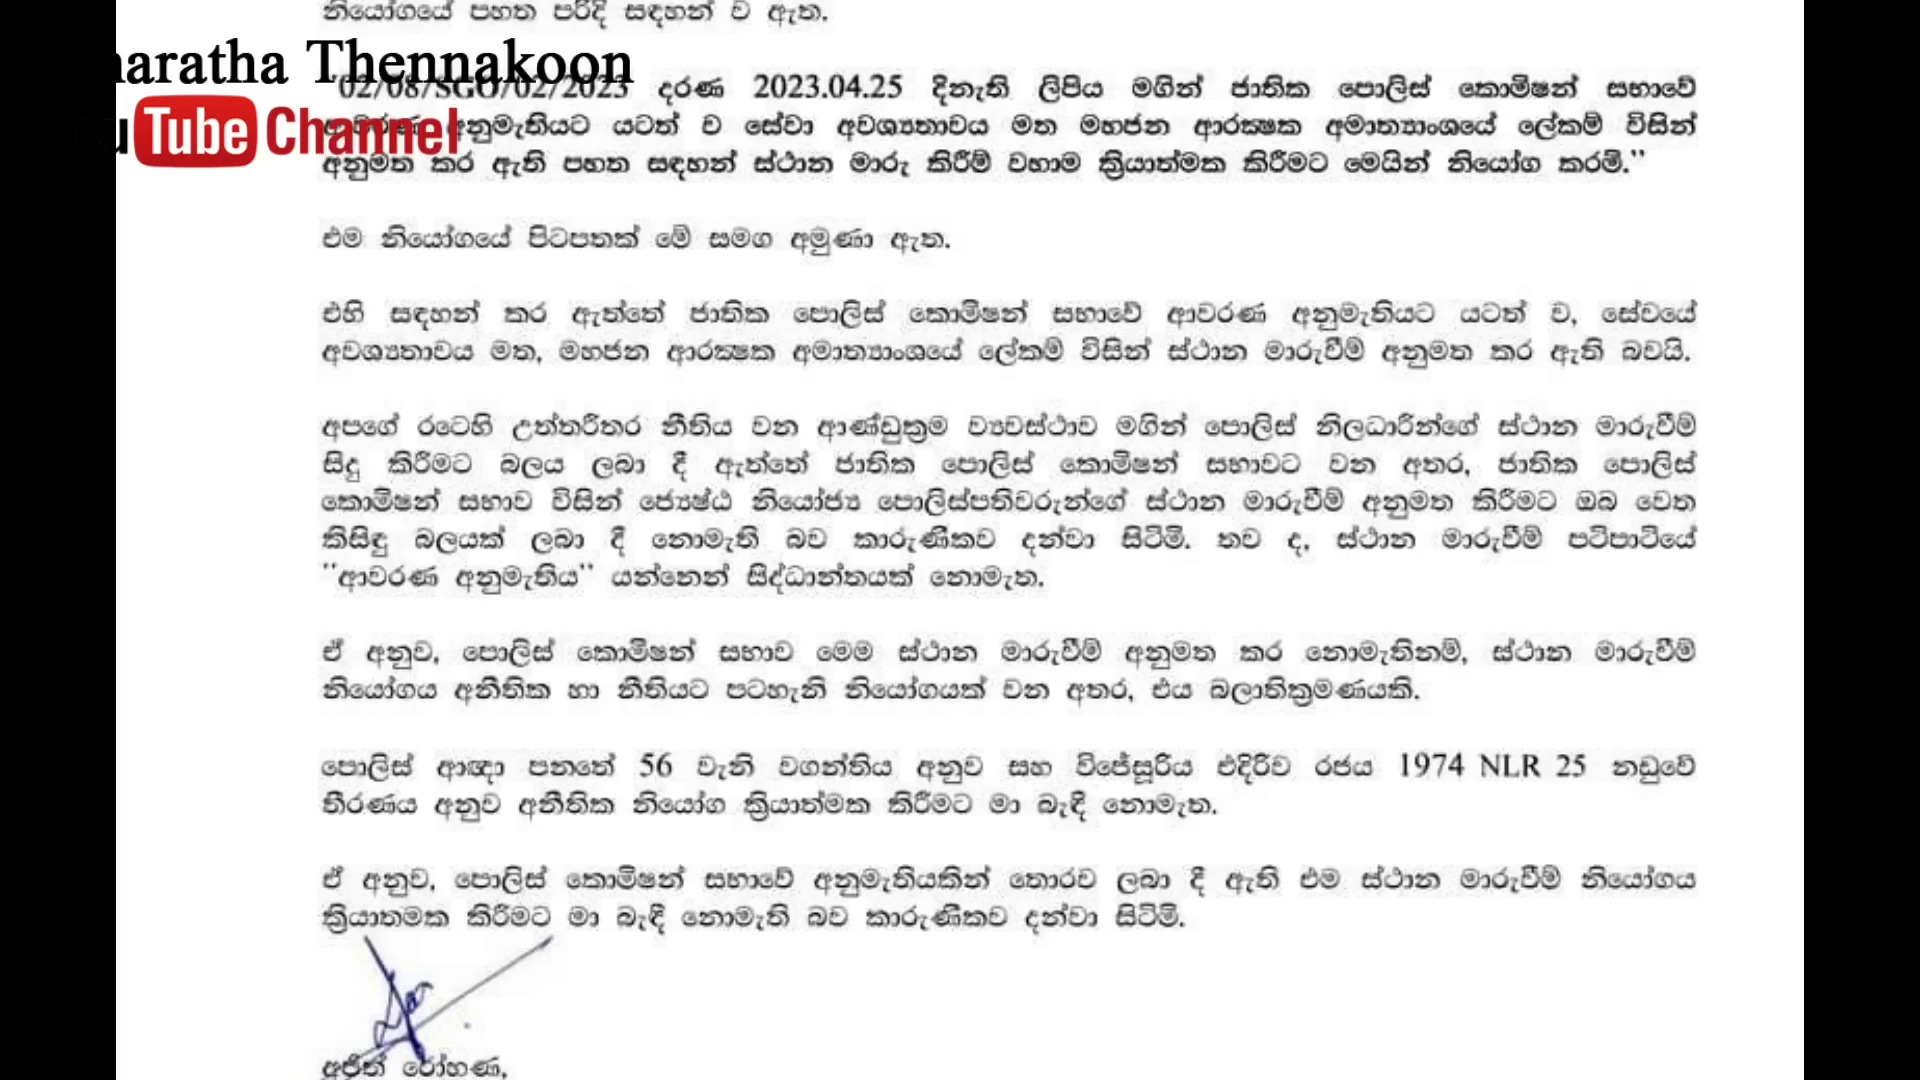 නියෝගයේ පහත පරිදි සඳහන් ව ඇත.
haratha Thennakoon
"02/08/SGO/02/2023 දරණ 2023.04.25 දිනැති ලිපිය මගින් ජාතික පොලිස් කොමිෂන් සභාවේ
u Tube Channel
අනුමැතියට යටත් ව සේවා අවශ්‍යතාවය මත මහජන ආරක්‍ෂක අමාත්‍යාංශයේ ලේකම් විසින්
අනුමත කර ඇති පහත සඳහන් ස්ථාන මාරු කිරීම් වහාම ක්‍රියාත්මක කිරීමට මෙයින් නියෝග කරමි."
එම නියෝගයේ පිටපතක් මේ සමග අමුණා ඇත.
එහි සඳහන් කර ඇත්තේ ජාතික පොලිස් කොමිෂන් සභාවේ ආවරණ අනුමැතියට යටත් ව, සේවයේ
අවශ්‍යතාවය මත, මහජන ආරක්‍ෂක අමාත්‍යාංශයේ ලේකම් විසින් ස්ථාන මාරුවීම් අනුමත කර ඇති බවයි.
අපගේ රටෙහි උත්තරීතර නීතිය වන ආණ්ඩුක්‍රම ව්‍යවස්ථාව මගින් පොලිස් නිලධාරීන්ගේ ස්ථාන මාරුවීම්
සිදු කිරීමට බලය ලබා දී ඇත්තේ ජාතික පොලිස් කොමිෂන් සභාවට වන අතර, ජාතික පොලිස්
කොමිෂන් සභාව විසින් ජ්‍යෙෂ්ඨ නියෝජ්‍ය පොලිස්පතිවරුන්ගේ ස්ථාන මාරුවීම් අනුමත කිරීමට ඔබ වෙත
කිසිඳු බලයක් ලබා දී නොමැති බව කාරුණිකව දන්වා සිටිමි. තව ද, ස්ථාන මාරුවීම් පටිපාටියේ
"ආවරණ අනුමැතිය" යන්නෙන් සිද්ධාන්තයක් නොමැත.
ඒ අනුව, පොලිස් කොමිෂන් සභාව මෙම ස්ථාන මාරුවීම් අනුමත කර නොමැතිනම්, ස්ථාන මාරුවීම්
නියෝගය අනීතික හා නීතියට පටහැනි නියෝගයක් වන අතර, එය බලාතික්‍රමණයකි.
පොලිස් ආඥා පනතේ 56 වැනි වගන්තිය අනුව සහ විජේසූරිය එදිරිව රජය 1974 NLR 25 නඩුවේ
තීරණය අනුව අනීතික නියෝග ක්‍රියාත්මක කිරීමට මා බැඳී නොමැත.
ඒ අනුව, පොලිස් කොමිෂන් සභාවේ අනුමැතියකින් තොරව ලබා දී ඇති එම ස්ථාන මාරුවීම් නියෝගය
ක්‍රියාත්මක කිරීමට මා බැඳී නොමැති බව කාරුණිකව දන්වා සිටිමි.
අජිත් රෝහණ,